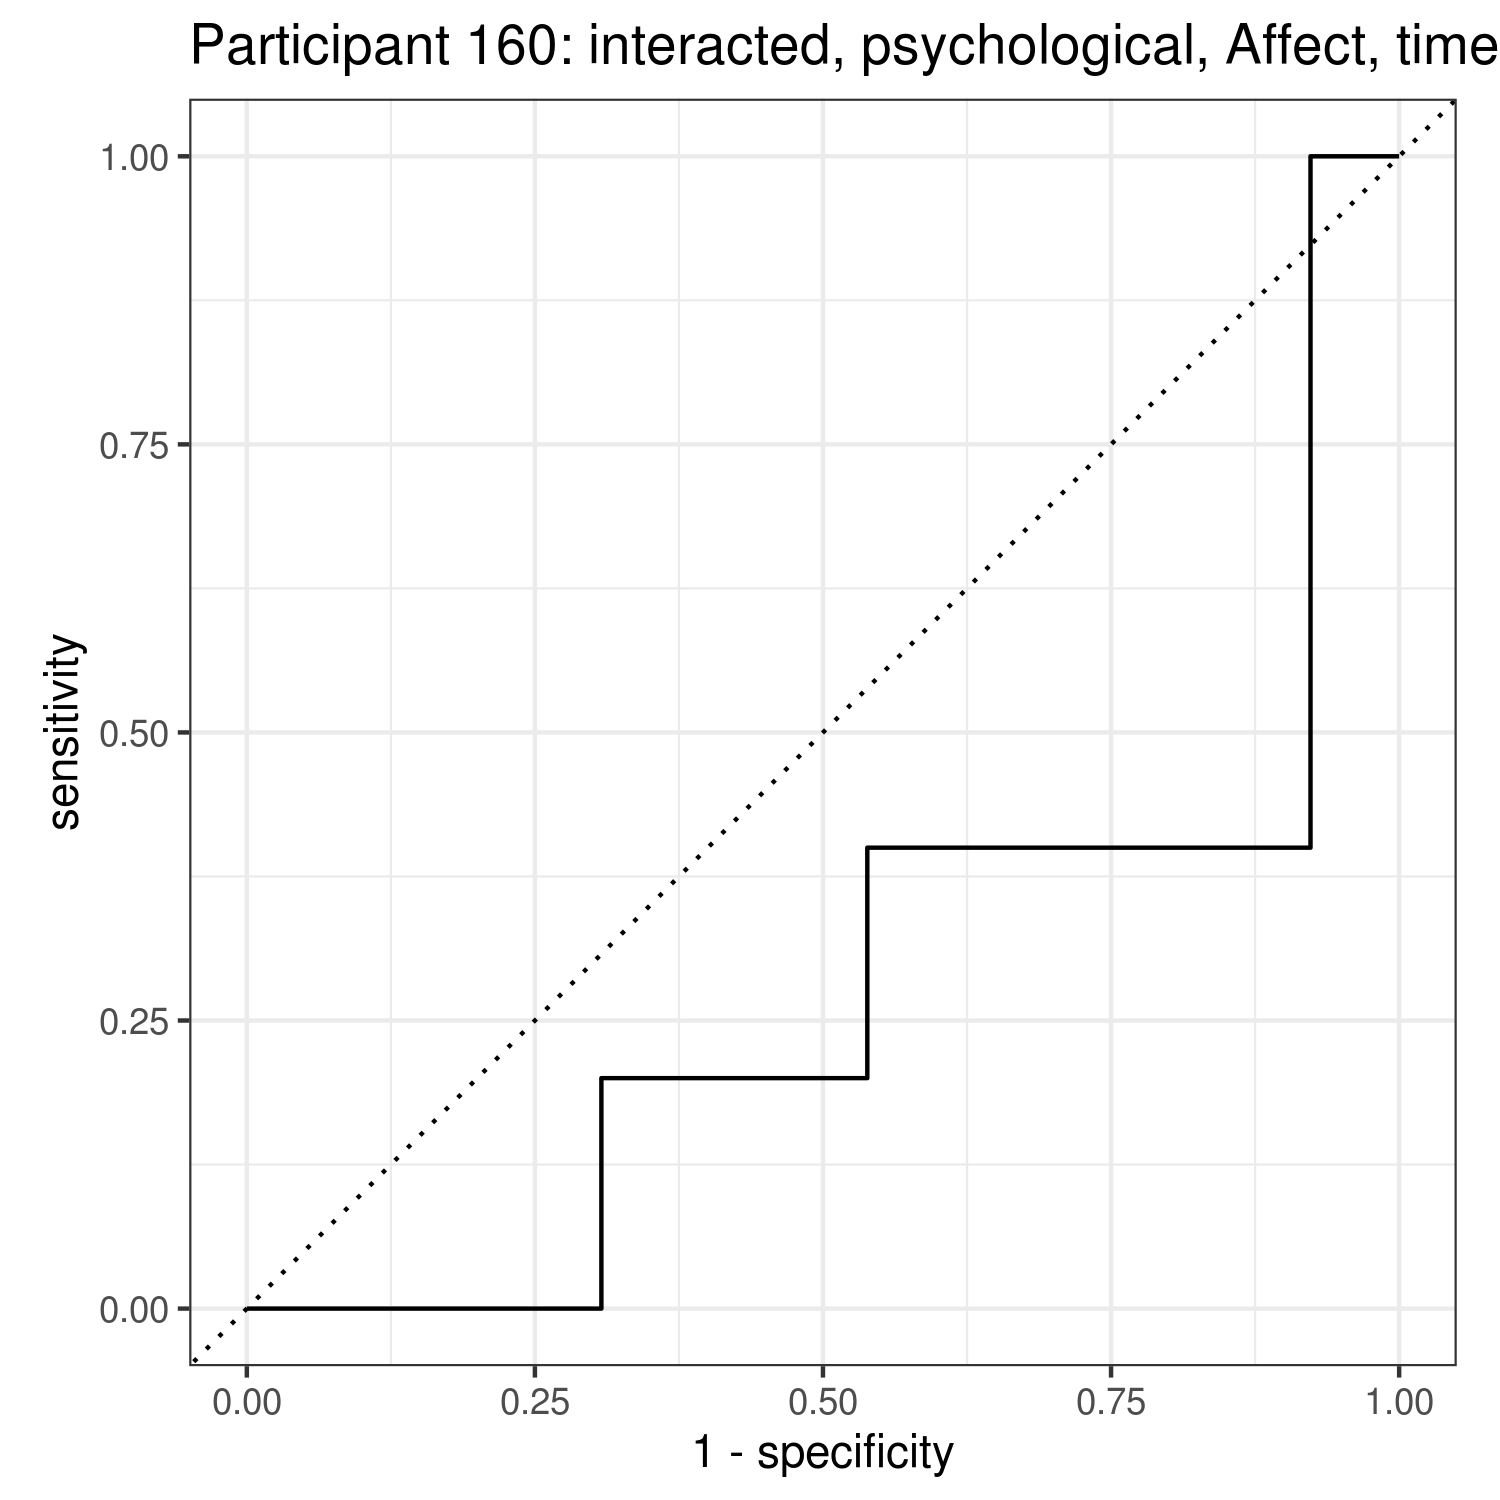 Participant 160: interacted, psychological, Affect, time
1.00
0.75
0.50
0.25
0.00
sensitivity
0.00 0.25 0.50 0.75 1.00
1 - specificity